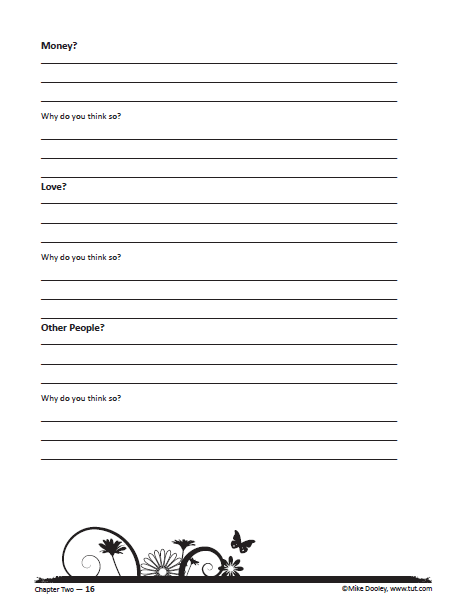 Money?
Why do you think so?
Love?
Why do you think so?
Other People?
Why do you think so?
Chapter Two — 16
©Mike Dooley, www.tut.com